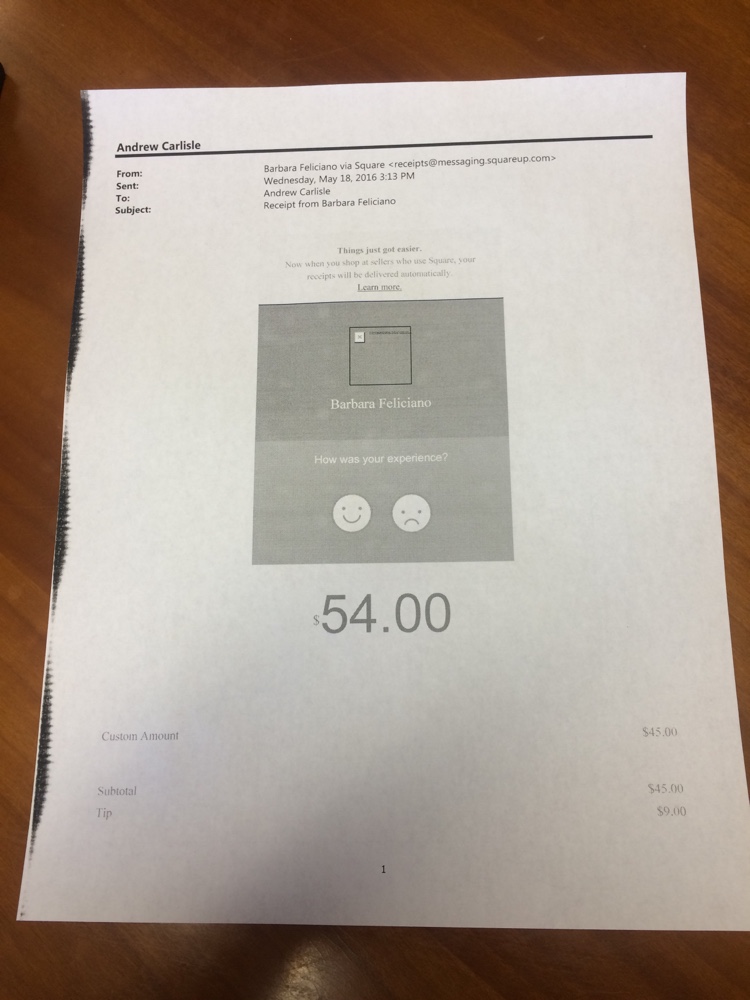 Andrew Carlisle
From: Barbara Feliciano via Square <receipts@messaging.squareup.com>
Sent: Wednesday, May 18, 2016 3:13 PM
To: Andrew Carlisle
Subject: Receipt from Barbara Feliciano
Things just got easier.
Now when you shop at sellers who use Square, your
receipts will be delivered automatically.
Learn more.
Barbara Feliciano
How was your experience?
$54.00
Custom Amount $45.00
Subtotal $45.00
Tip $9.00
1